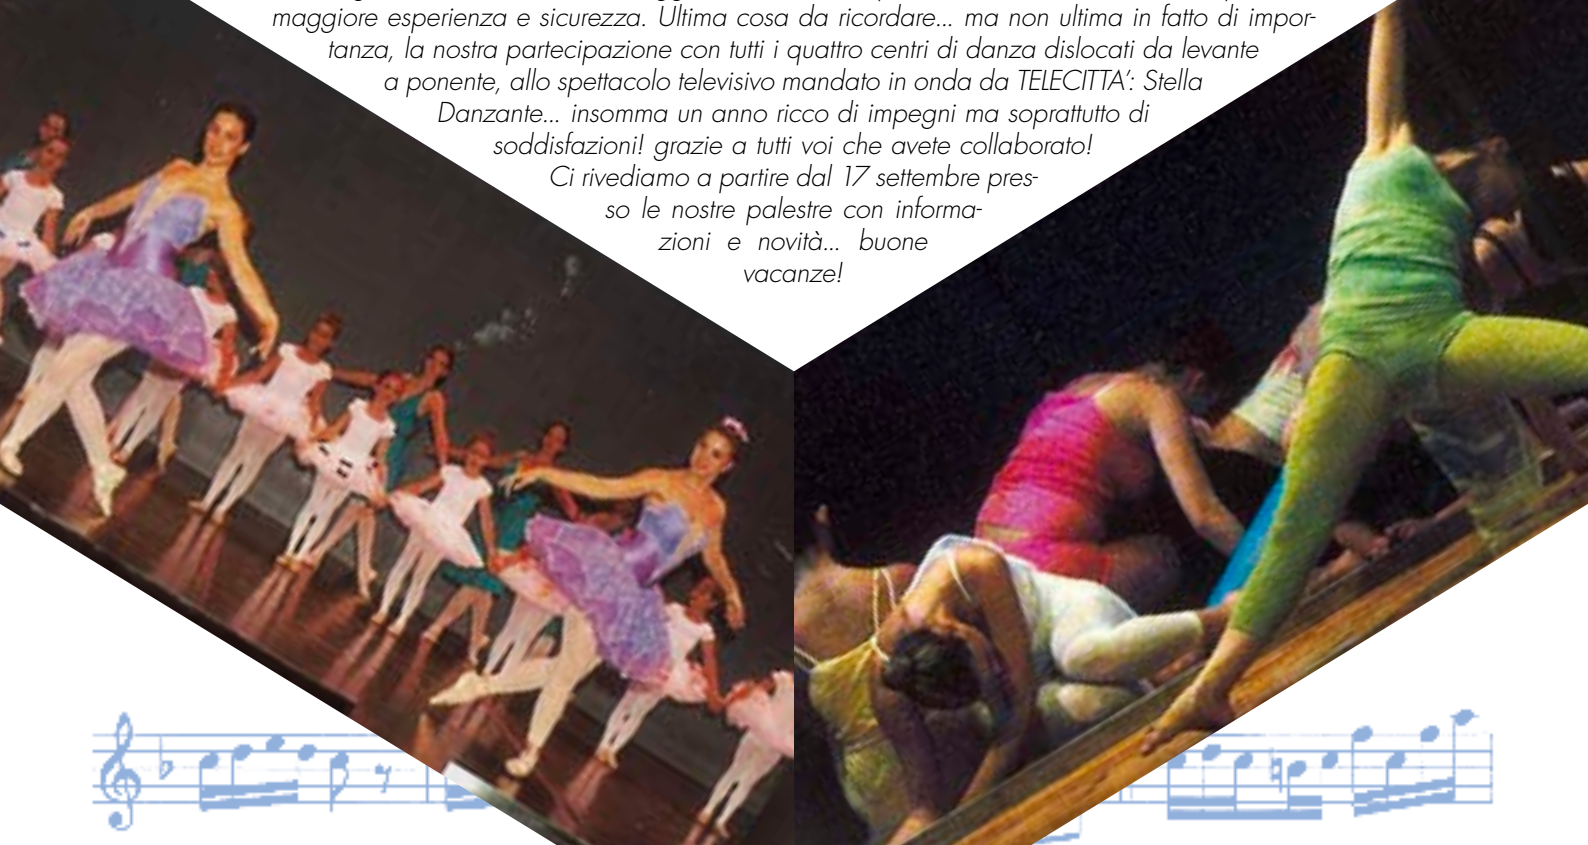 maggiore esperienza e sicurezza. Ultima cosa da ricordare... ma non ultima in fatto di impor-
tanza, la nostra partecipazione con tutti i quattro centri di danza dislocati da levante
a ponente, allo spettacolo televisivo mandato in onda da TELECITTA’: Stella
Danzante... insomma un anno ricco di impegni ma soprattutto di
soddisfazioni! grazie a tutti voi che avete collaborato!
Ci rivediamo a partire dal 17 settembre pres-
so le nostre palestre con informa-
zioni e novità... buone
vacanze!